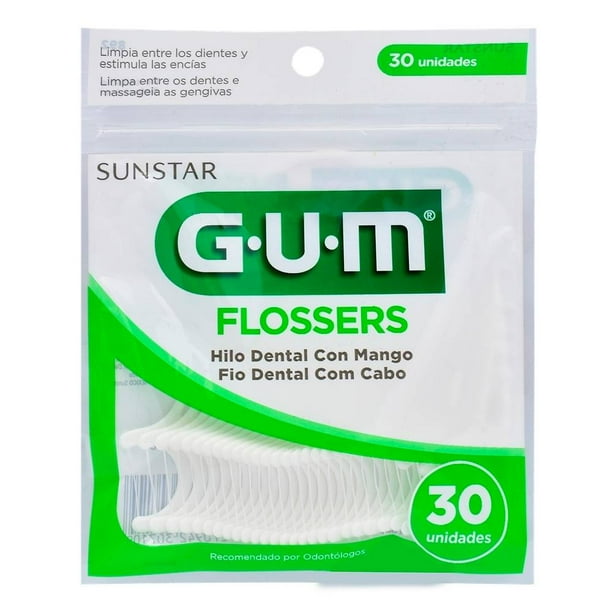 Limpia entre los dientes y
estimula las encías
Limpa entre os dentes e
massageia as gengivas
30 unidades
SUNSTAR
G·U·M®
FLOSSERS
Hilo Dental Con Mango
Fio Dental Com Cabo
30
unidades
Recomendado por Odontólogos